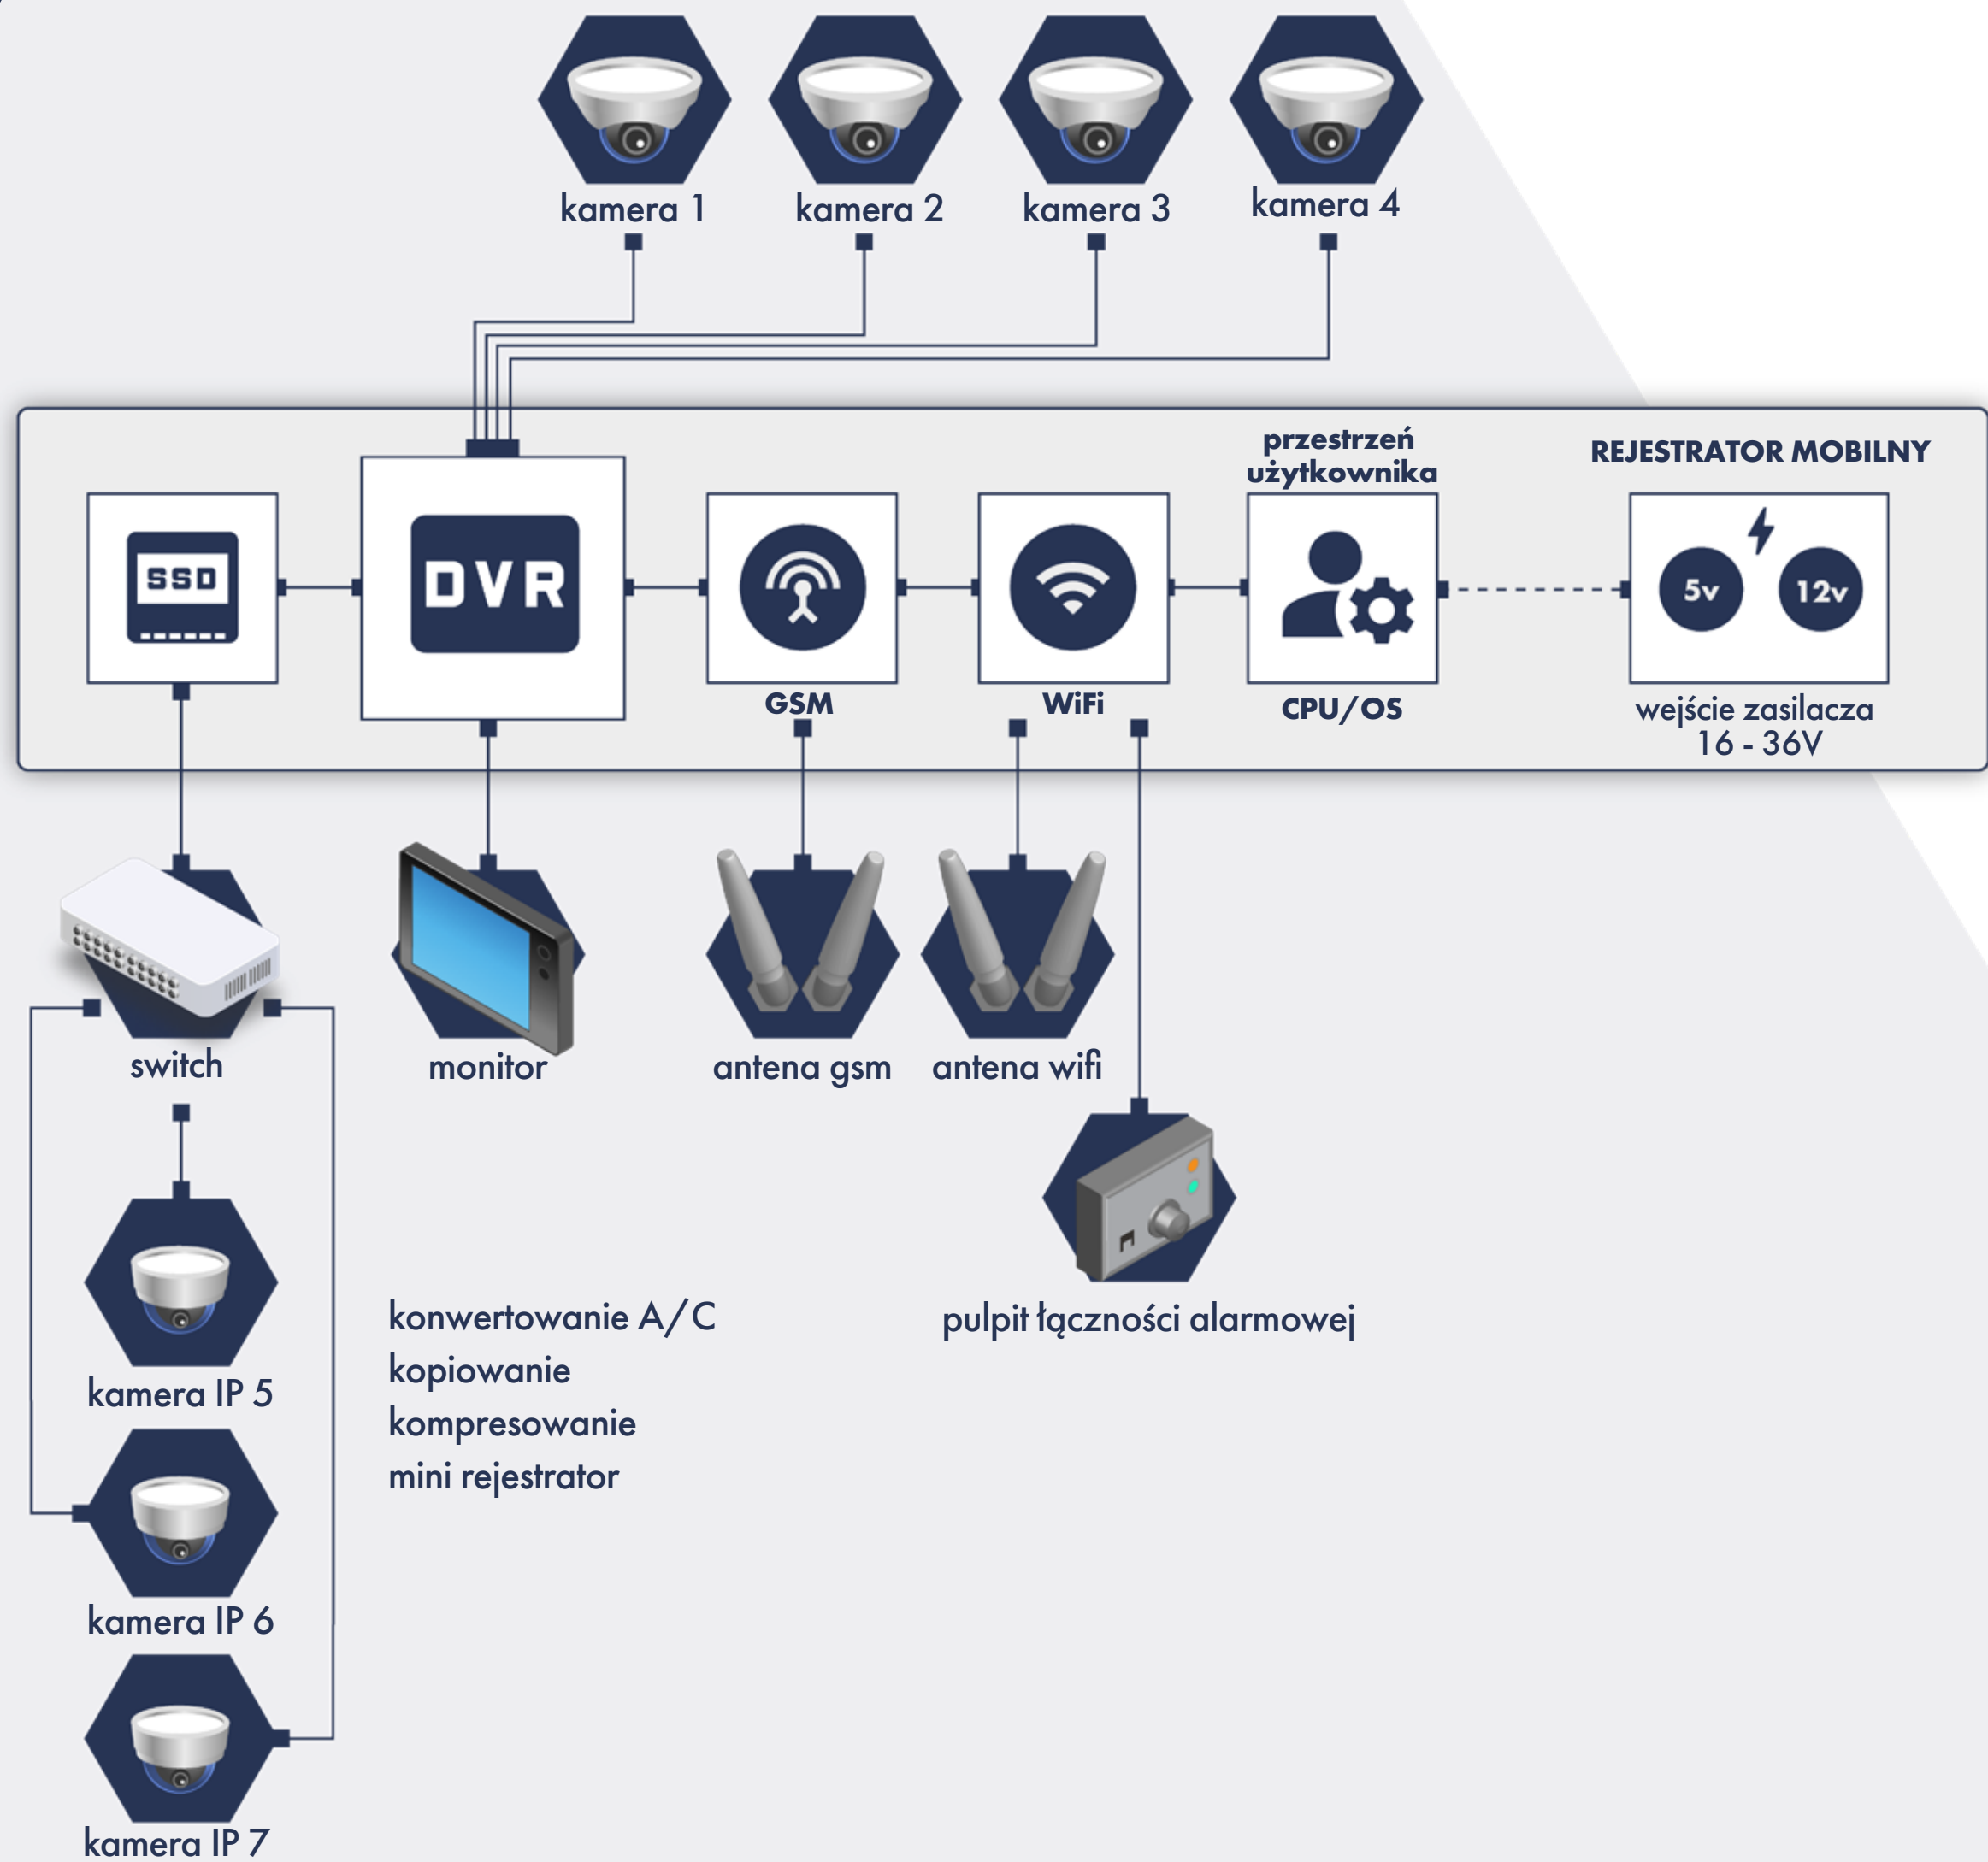 kamera 1
kamera 2
kamera 3
kamera 4
przestrzeń
użytkownika
REJESTRATOR MOBILNY
SSD
DVR
5v
12v
GSM
WiFi
CPU/OS
wejście zasilacza
16 - 36V
switch
monitor
antena gsm
antena wifi
pulpit łączności alarmowej
konwertowanie A/C
kopiowanie
kompresowanie
mini rejestrator
kamera IP 5
kamera IP 6
kamera IP 7